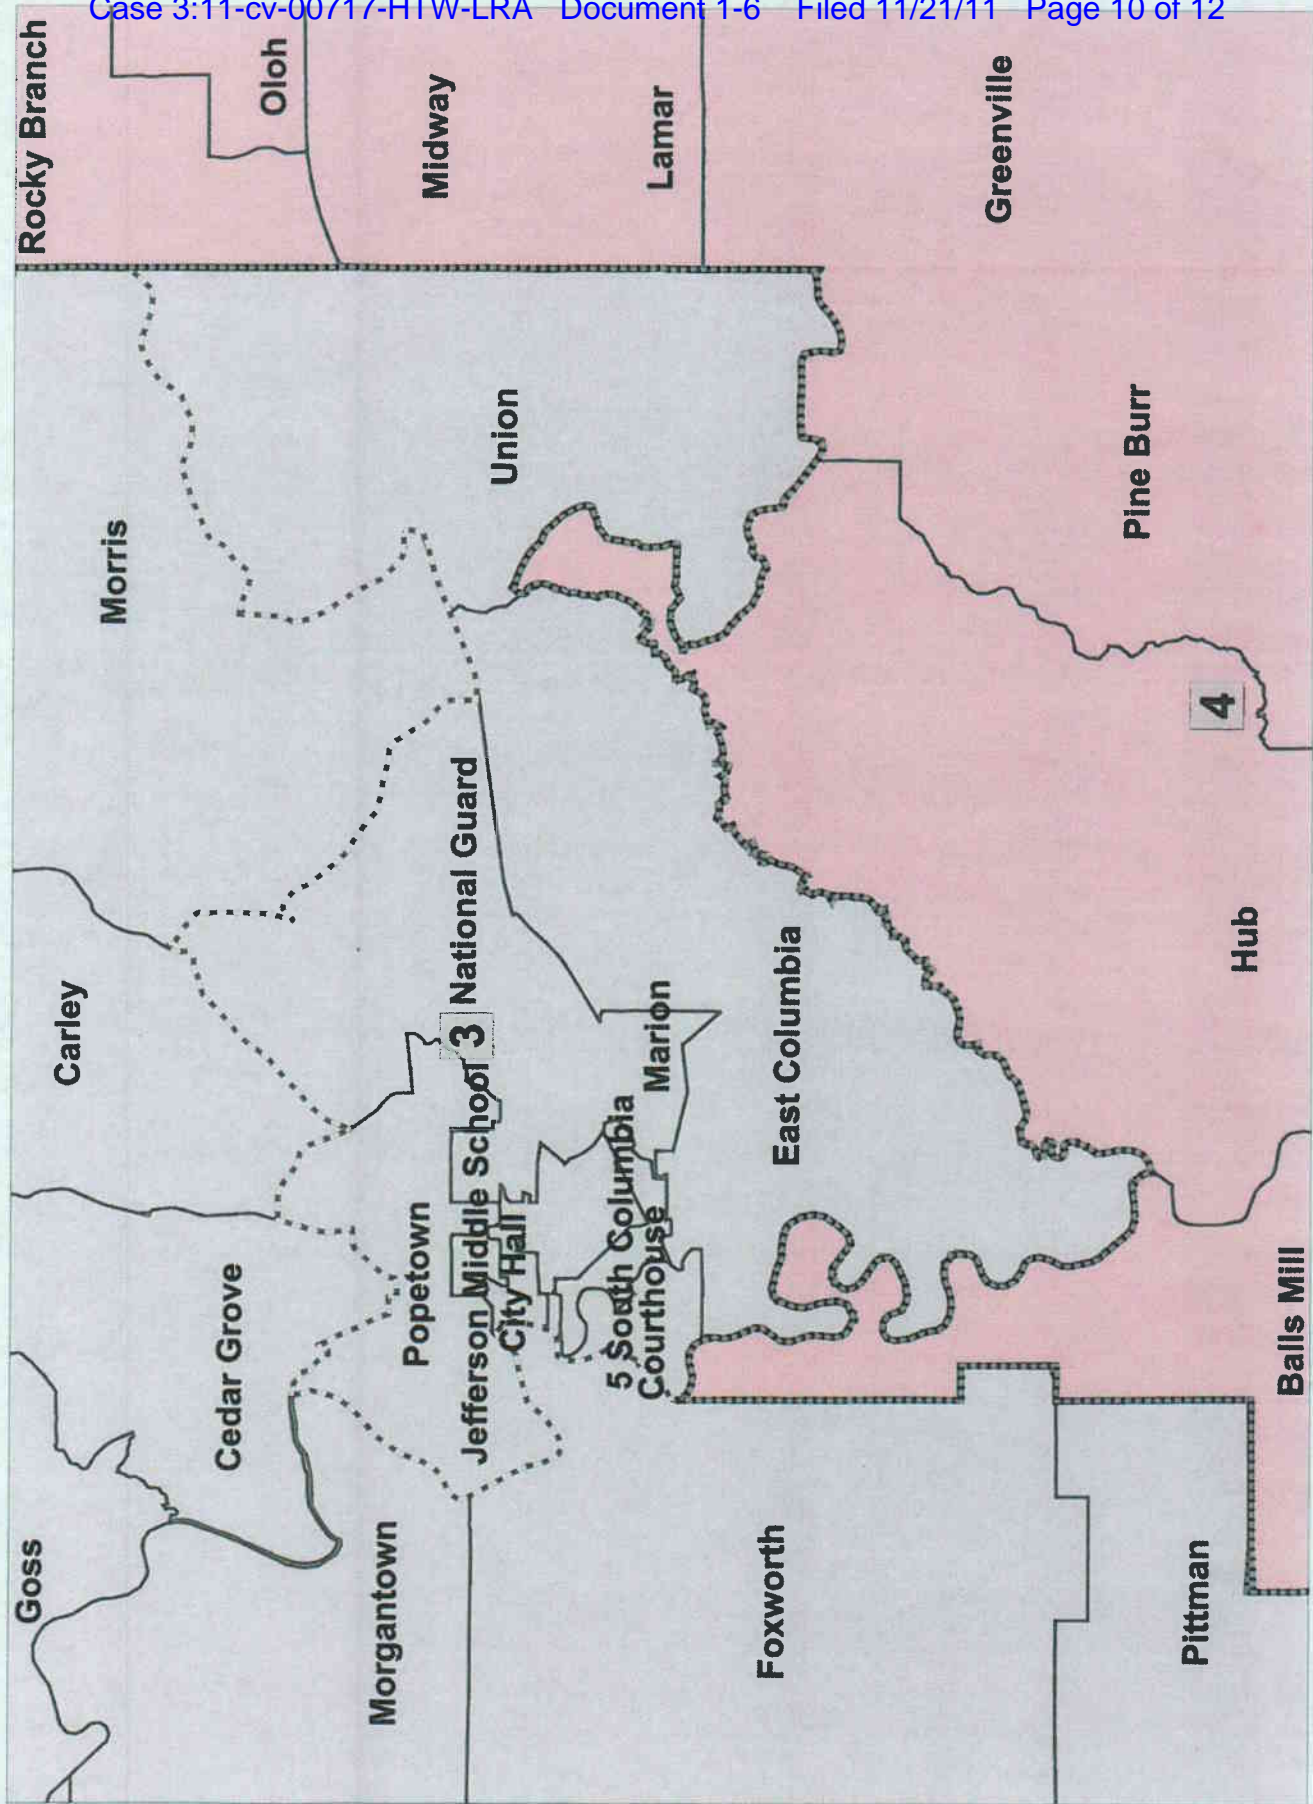 Case 3:11-cv-00717-HTW-LRA Document 1-6 Filed 11/21/11 Page 10 of 12
Goss
Carley
Morris
Rocky Branch
Cedar Grove
Oloh
Morgantown
Popetown
Midway
Jefferson Middle School
3
National Guard
City Hall
Union
5 South Columbia
Courthouse
Marion
Lamar
Foxworth
East Columbia
Greenville
Pine Burr
Pittman
4
Hub
Balls Mill